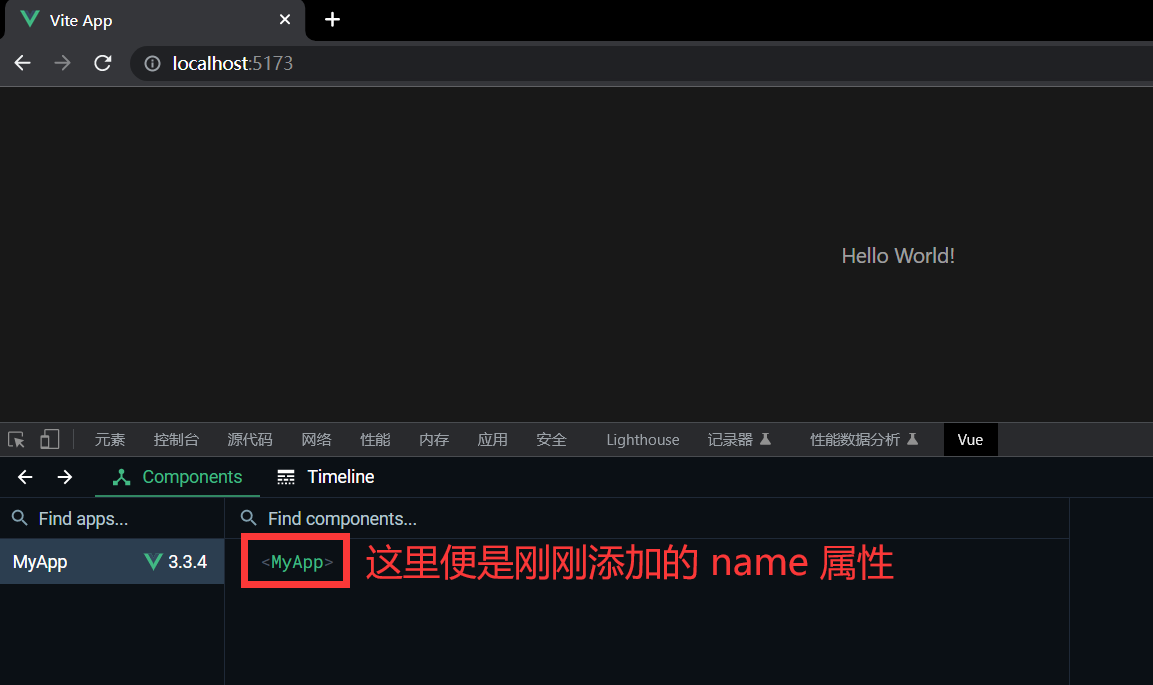 Vite App
localhost:5173
Hello World!
元素 控制台 源代码 网络 性能 内存 应用 安全 Lighthouse 记录器 性能数据分析 Vue
Components Timeline
Find apps... Find components...
MyApp 3.3.4 <MyApp> 这里便是刚刚添加的 name 属性